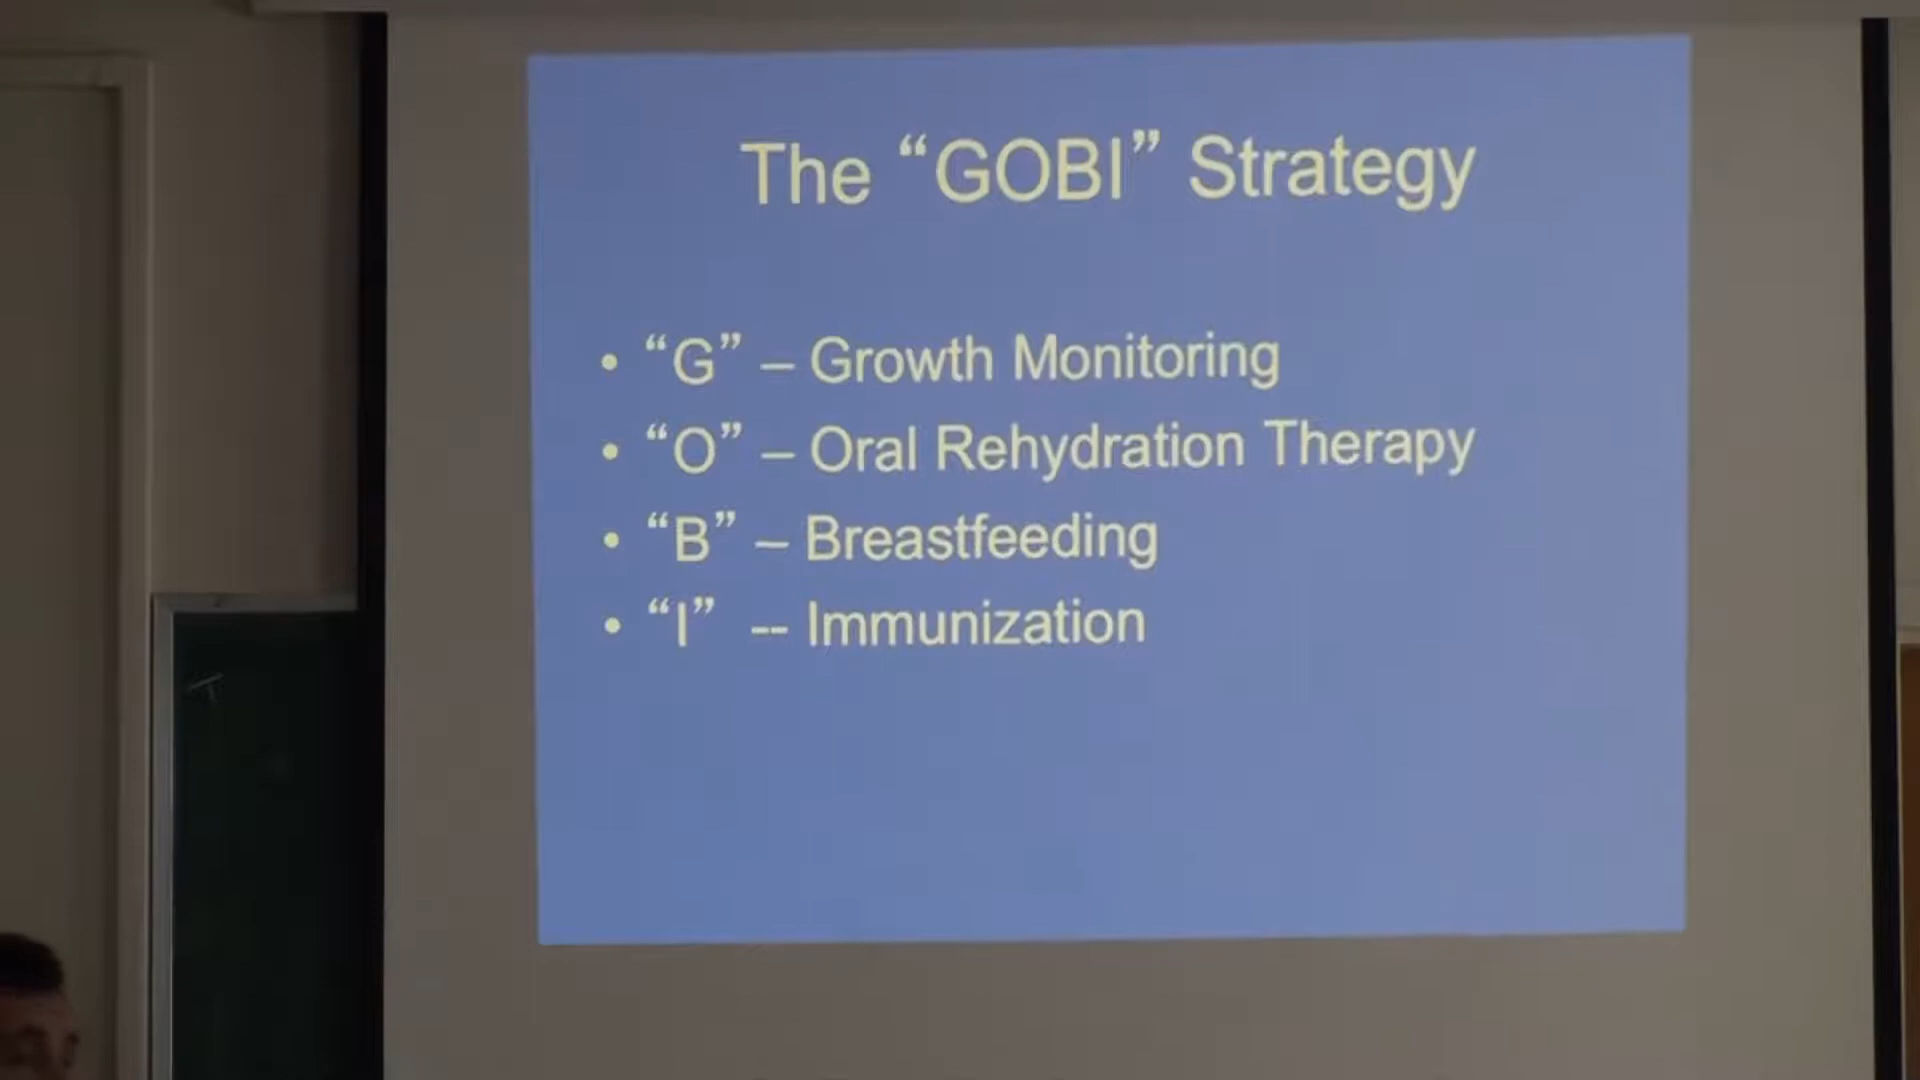 The “GOBI” Strategy
• “G” – Growth Monitoring
• “O” – Oral Rehydration Therapy
• “B” – Breastfeeding
• “I” -- Immunization